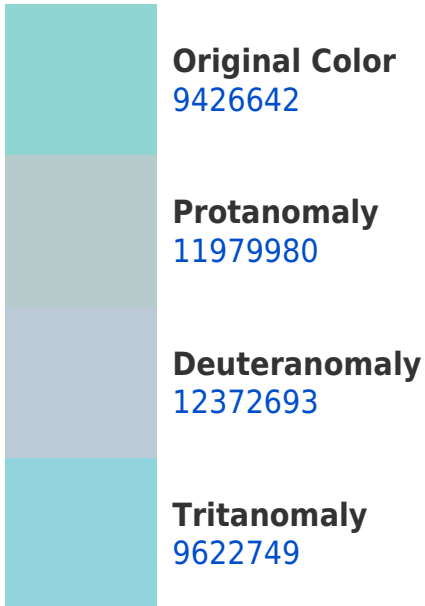 Original Color
9426642
Protanomaly
11979980
Deuteranomaly
12372693
Tritanomaly
9622749